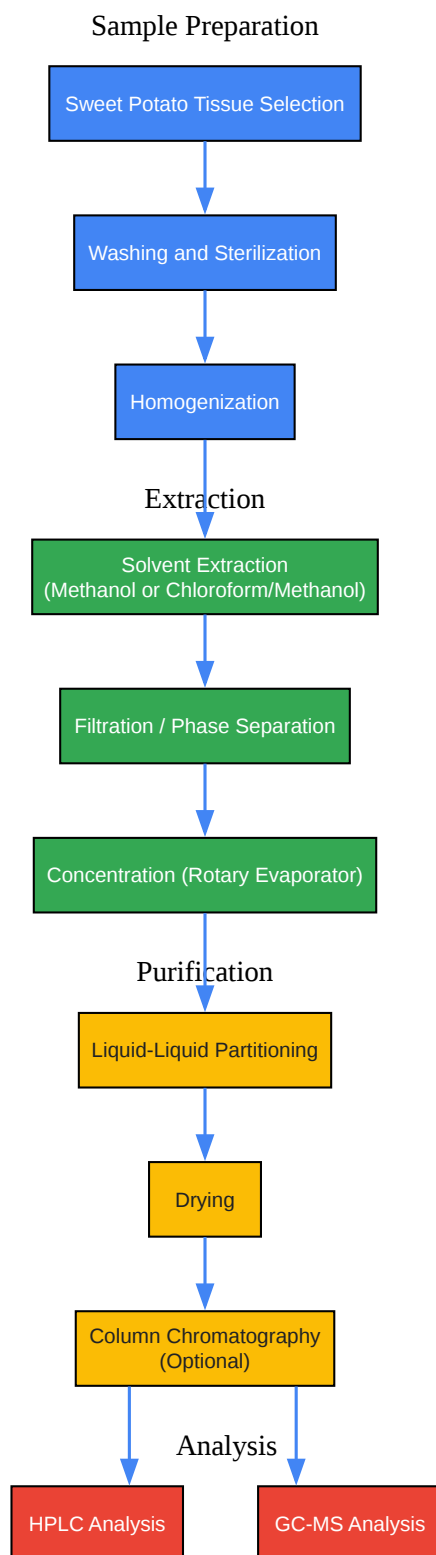 Sample Preparation
Sweet Potato Tissue Selection
Washing and Sterilization
Homogenization
Extraction
Solvent Extraction
(Methanol or Chloroform/Methanol)
Filtration / Phase Separation
Concentration (Rotary Evaporator)
Purification
Liquid-Liquid Partitioning
Drying
Column Chromatography
(Optional)
Analysis
HPLC Analysis
GC-MS Analysis